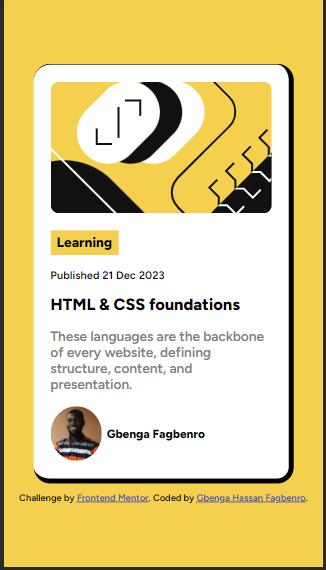 Learning
Published 21 Dec 2023
HTML & CSS foundations
These languages are the backbone
of every website, defining
structure, content, and
presentation.
Gbenga Fagbenro
Challenge by Frontend Mentor. Coded by Gbenga Hassan Fagbenro.